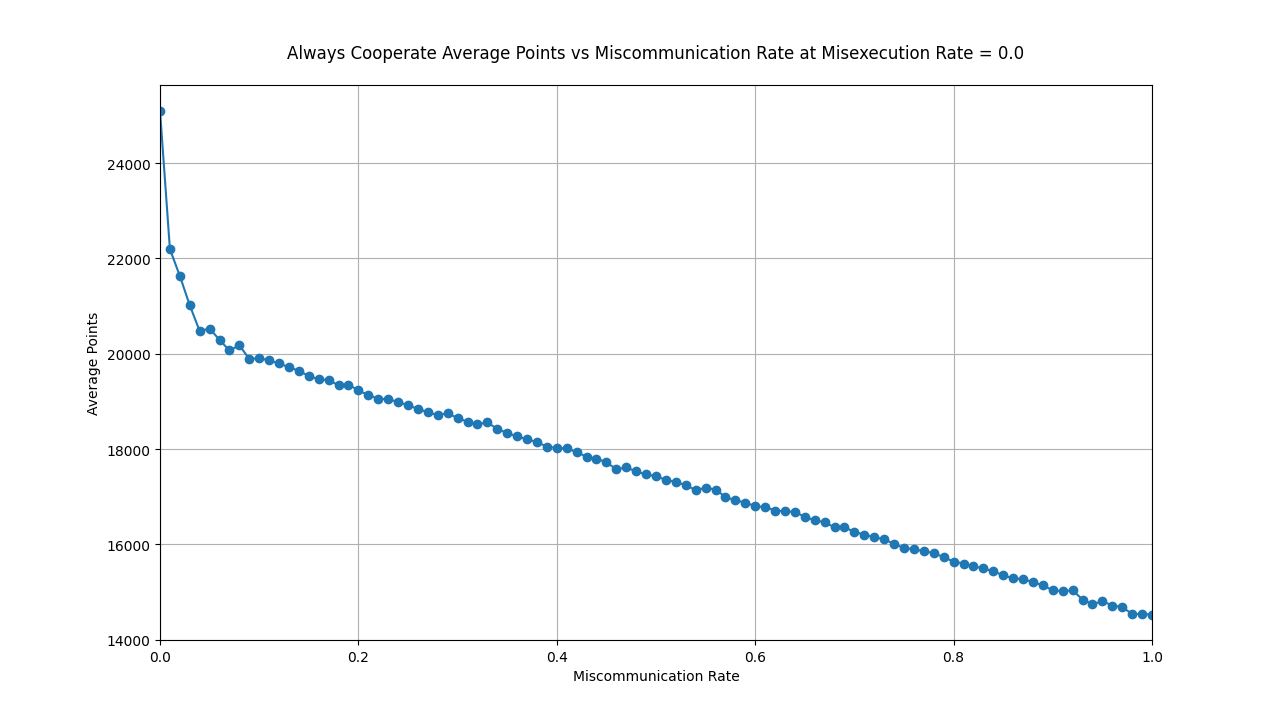 Always Cooperate Average Points vs Miscommunication Rate at Misexecution Rate = 0.0
24000
22000
20000
18000
16000
14000
Average Points
0.0 0.2 0.4 0.6 0.8 1.0
Miscommunication Rate